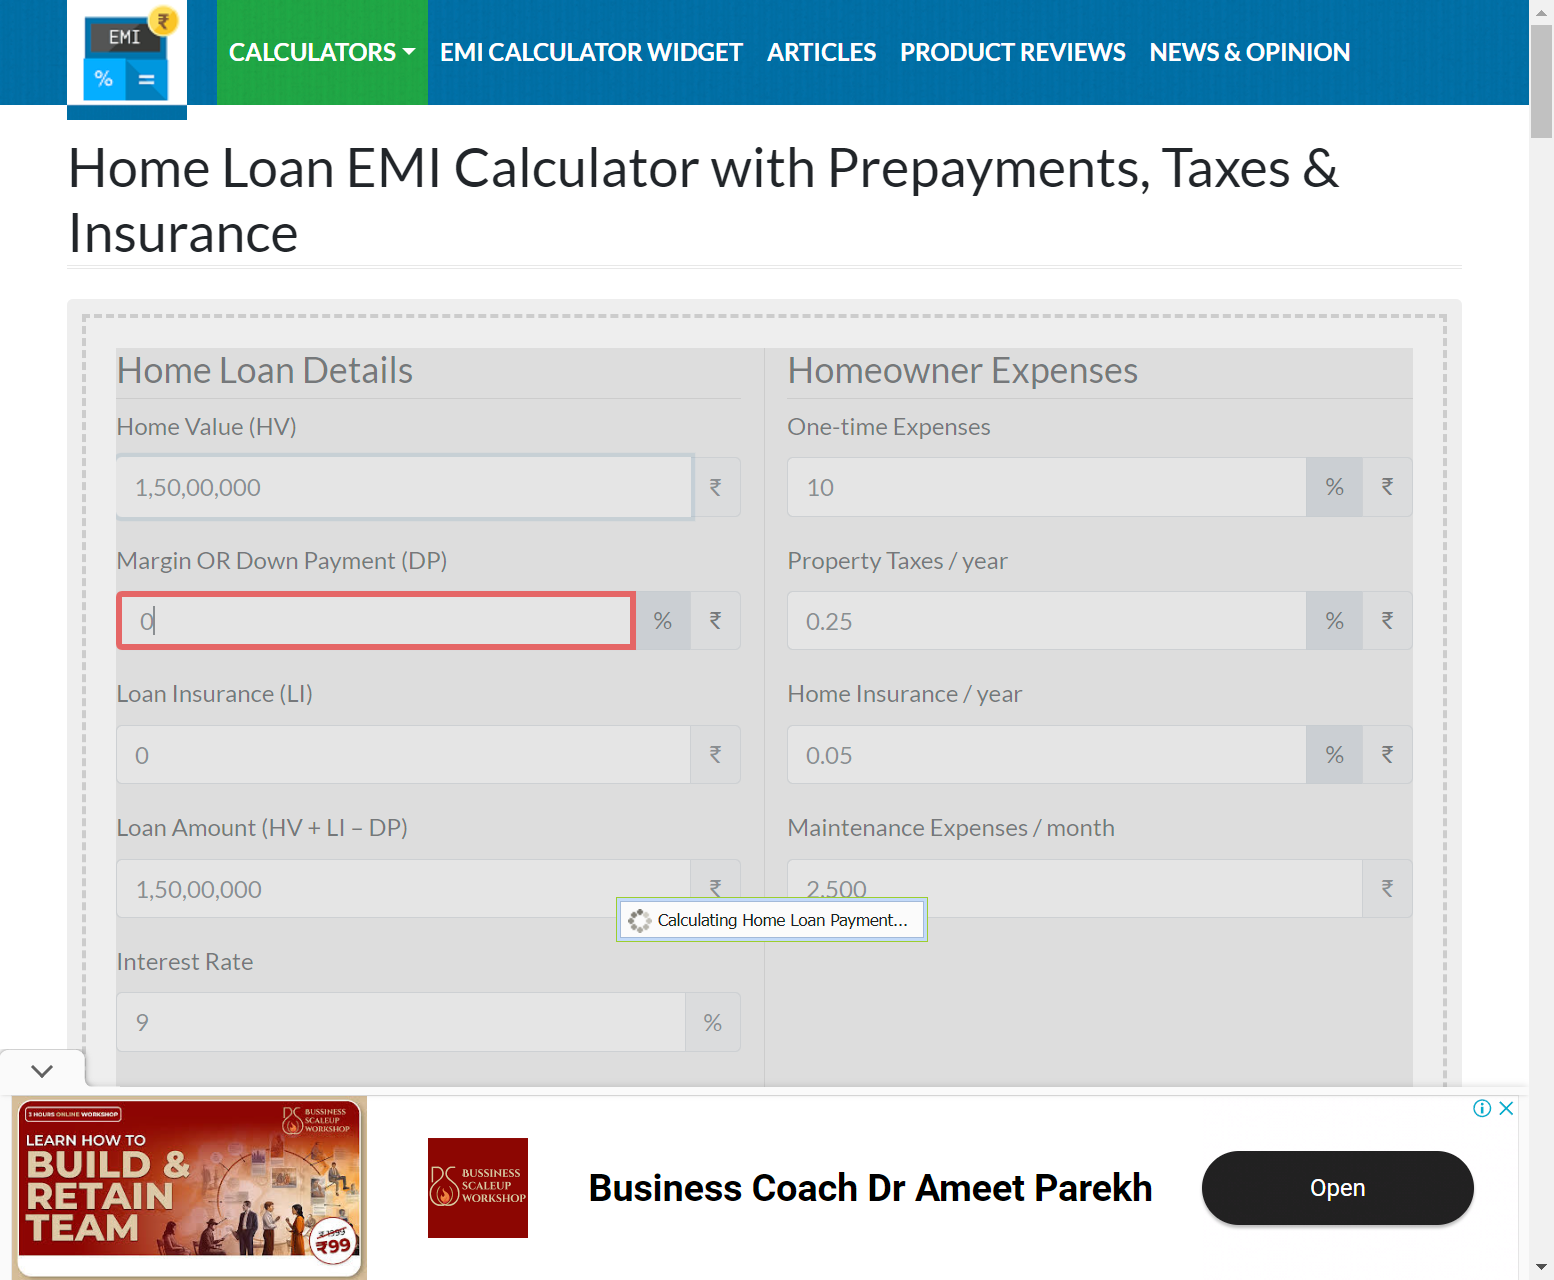 EMI
₹
%
=
CALCULATORS
EMI CALCULATOR WIDGET
ARTICLES
PRODUCT REVIEWS
NEWS & OPINION
Home Loan EMI Calculator with Prepayments, Taxes &
Insurance
Home Loan Details
Home Value (HV)
1,50,00,000
₹
Margin OR Down Payment (DP)
0
%
₹
Loan Insurance (LI)
0
₹
Loan Amount (HV + LI – DP)
1,50,00,000
₹
Interest Rate
9
%
Homeowner Expenses
One-time Expenses
10
%
₹
Property Taxes / year
0.25
%
₹
Home Insurance / year
0.05
%
₹
Maintenance Expenses / month
2,500
₹
Calculating Home Loan Payment...
3 HOURS ONLINE WORKSHOP
BUSSINESS
SCALEUP
WORKSHOP
LEARN HOW TO
BUILD &
RETAIN
TEAM
₹1399
₹99
BUSSINESS
SCALEUP
WORKSHOP
Business Coach Dr Ameet Parekh
Open